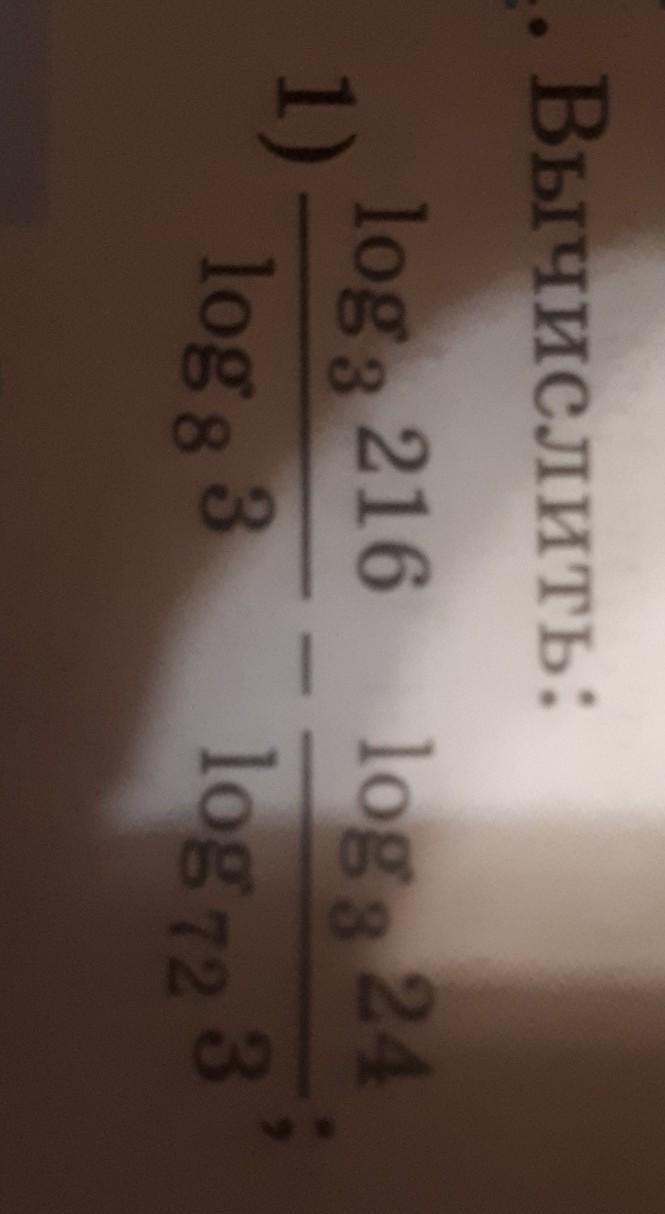 Вычислить:
1) log₃ 216 / log₈ 3 − log₃ 24 / log₇₂ 3 ;